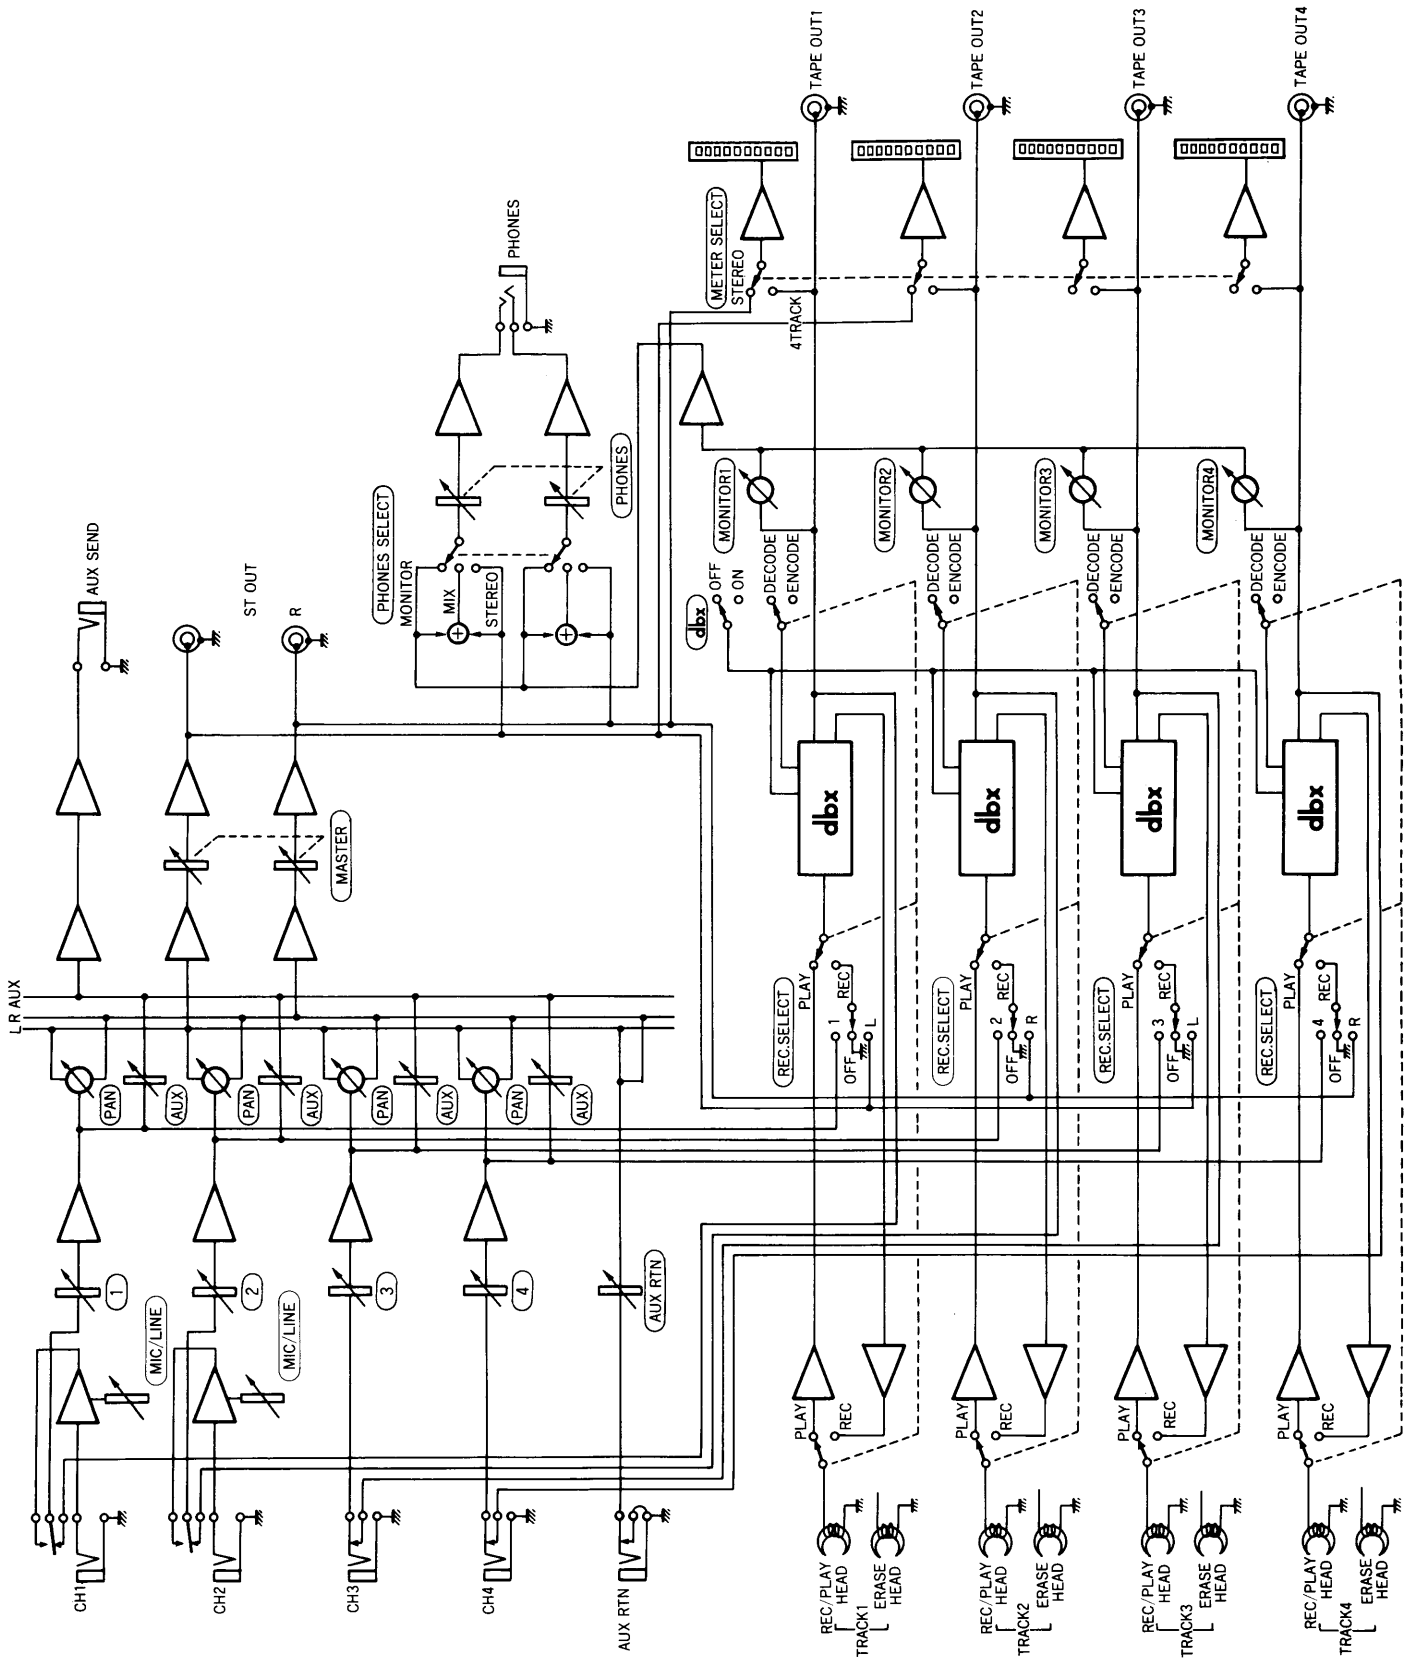 AUX SEND
ST OUT
R
PHONES
TAPE OUT1
TAPE OUT2
TAPE OUT3
TAPE OUT4
METER SELECT
STEREO
4TRACK
PHONES SELECT
MONITOR
MIX
STEREO
PHONES
MASTER
L R AUX
PAN
AUX
PAN
AUX
PAN
AUX
PAN
AUX
1
2
3
4
AUX RTN
MIC/LINE
MIC/LINE
CH1
CH2
CH3
CH4
AUX RTN
dbx
OFF
ON
MONITOR1
DECODE
ENCODE
MONITOR2
DECODE
ENCODE
MONITOR3
DECODE
ENCODE
MONITOR4
DECODE
ENCODE
dbx
dbx
dbx
dbx
REC.SELECT
PLAY
REC
1
OFF
L
REC.SELECT
PLAY
REC
2
OFF
R
REC.SELECT
PLAY
REC
3
OFF
L
REC.SELECT
PLAY
REC
4
OFF
R
PLAY
REC
PLAY
REC
PLAY
REC
PLAY
REC
REC/PLAY
HEAD
ERASE
HEAD
TRACK1
REC/PLAY
HEAD
ERASE
HEAD
TRACK2
REC/PLAY
HEAD
ERASE
HEAD
TRACK3
REC/PLAY
HEAD
ERASE
HEAD
TRACK4